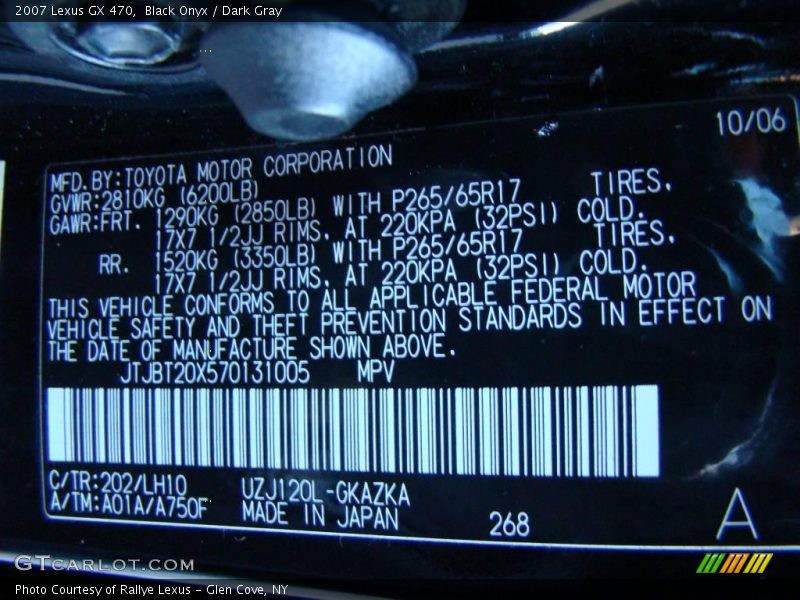 2007 Lexus GX 470, Black Onyx / Dark Gray
10/06
MFD.BY:TOYOTA MOTOR CORPORATION
GVWR:2810KG (6200LB)
GAWR:FRT. 1290KG (2850LB) WITH P265/65R17 TIRES,
17X7 1/2JJ RIMS, AT 220KPA (32PSI) COLD.
RR. 1520KG (3350LB) WITH P265/65R17 TIRES,
17X7 1/2JJ RIMS, AT 220KPA (32PSI) COLD.
THIS VEHICLE CONFORMS TO ALL APPLICABLE FEDERAL MOTOR
VEHICLE SAFETY AND THEFT PREVENTION STANDARDS IN EFFECT ON
THE DATE OF MANUFACTURE SHOWN ABOVE.
JTJBT20X570131005 MPV
C/TR:202/LH10 UZJ120L-GKAZKA
A/TM:A01A/A750F MADE IN JAPAN 268 A
GTcarlot.com
Photo Courtesy of Rallye Lexus - Glen Cove, NY